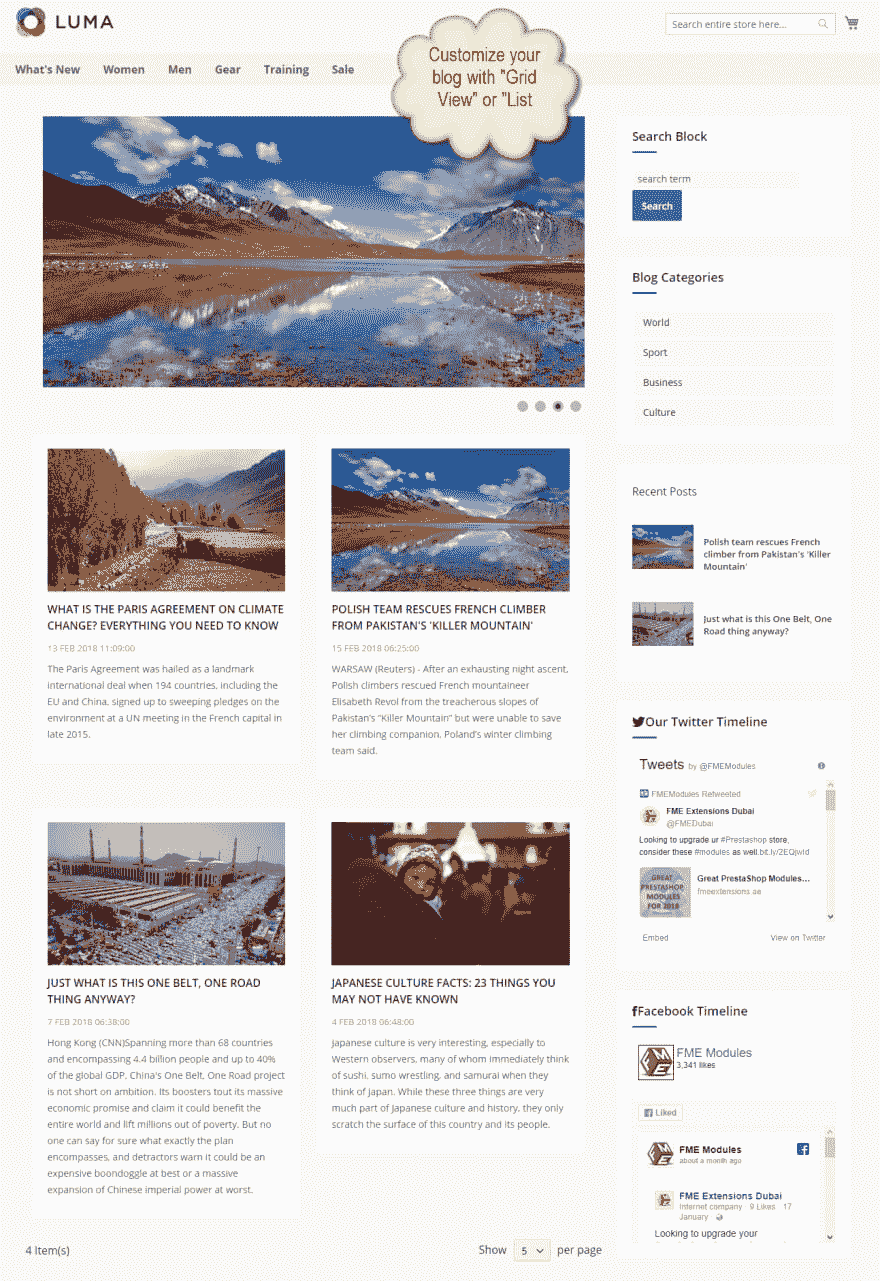 LUMA
Search entire store here...
What's New Women Men Gear Training Sale
Customize your
blog with "Grid
View" or "List
Search Block
search term
Search
Blog Categories
World
Sport
Business
Culture
WHAT IS THE PARIS AGREEMENT ON CLIMATE
CHANGE? EVERYTHING YOU NEED TO KNOW
13 FEB 2018 11:09:00
The Paris Agreement was hailed as a landmark
international deal when 194 countries, including the
EU and China, signed up to sweeping pledges on the
environment at a UN meeting in the French capital in
late 2015.
POLISH TEAM RESCUES FRENCH CLIMBER
FROM PAKISTAN'S 'KILLER MOUNTAIN'
15 FEB 2018 06:25:00
WARSAW (Reuters) - After an exhausting night ascent,
Polish climbers rescued French mountaineer
Elisabeth Revol from the treacherous slopes of
Pakistan's "Killer Mountain" but were unable to save
her climbing companion, Poland's winter climbing
team said.
JUST WHAT IS THIS ONE BELT, ONE ROAD
THING ANYWAY?
7 FEB 2018 06:38:00
Hong Kong (CNN)Spanning more than 68 countries
and encompassing 4.4 billion people and up to 40%
of the global GDP, China's One Belt, One Road project
is not short on ambition. Its boosters tout its massive
economic promise and claim it could benefit the
entire world and lift millions out of poverty. But no
one can say for sure what exactly the plan
encompasses, and detractors warn it could be an
expensive boondoggle at best or a massive
expansion of Chinese imperial power at worst.
JAPANESE CULTURE FACTS: 23 THINGS YOU
MAY NOT HAVE KNOWN
4 FEB 2018 06:48:00
Japanese culture is very interesting, especially to
Western observers, many of whom immediately think
of sushi, sumo wrestling, and samurai when they
think of Japan. While these three things are very
much part of Japanese culture and history, they only
scratch the surface of this country and its people.
Recent Posts
Polish team rescues French
climber from Pakistan's 'Killer
Mountain'
Just what is this One Belt, One
Road thing anyway?
Our Twitter Timeline
Tweets by @FMEModules
FMEModules Retweeted
FME Extensions Dubai
@FMEDubai
Looking to upgrade ur #Prestashop store,
consider these #modules as well.bit.ly/2EQjwId
GREAT
PRESTASHOP
MODULES
FOR 2018
Great PrestaShop Modules...
fmeextensions.ae
Embed View on Twitter
Facebook Timeline
FME Modules
3,341 likes
Liked
FME Modules
about a month ago
FME Extensions Dubai
Internet company · 9 Likes · 17
January ·
Looking to upgrade your
4 Item(s)
Show 5 per page